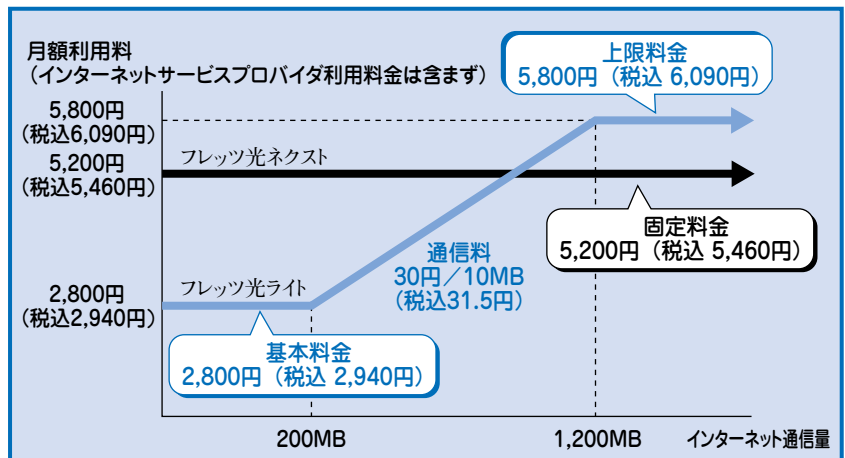 月額利用料
（インターネットサービスプロバイダ利用料金は含まず）
上限料金
5,800円（税込 6,090円）
5,800円
（税込6,090円）
5,200円
（税込5,460円）
フレッツ光ネクスト
固定料金
5,200円（税込 5,460円）
通信料
30円／10MB
（税込31.5円）
2,800円
（税込2,940円）
フレッツ光ライト
基本料金
2,800円（税込 2,940円）
200MB
1,200MB
インターネット通信量